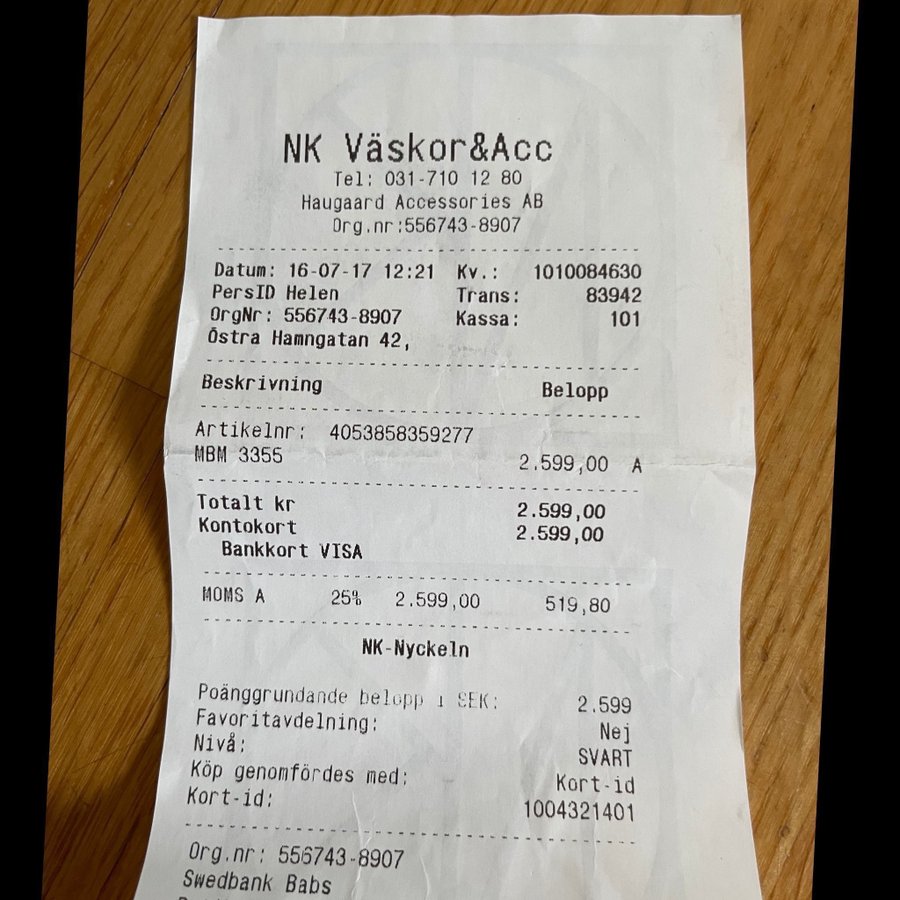 NK Väskor&Acc
Tel: 031-710 12 80
Haugaard Accessories AB
Org.nr:556743-8907
Datum: 16-07-17 12:21 Kv.: 1010084630
PersID Helen Trans: 83942
OrgNr: 556743-8907 Kassa: 101
Östra Hamngatan 42,
Beskrivning Belopp
Artikelnr: 4053858359277
MBM 3355 2.599,00 A
Totalt kr 2.599,00
Kontokort 2.599,00
Bankkort VISA
MOMS A 25% 2.599,00 519,80
NK-Nyckeln
Poänggrundande belopp i SEK: 2.599
Favoritavdelning: Nej
Nivå: SVART
Köp genomfördes med: Kort-id
Kort-id: 1004321401
Org.nr: 556743-8907
Swedbank Babs